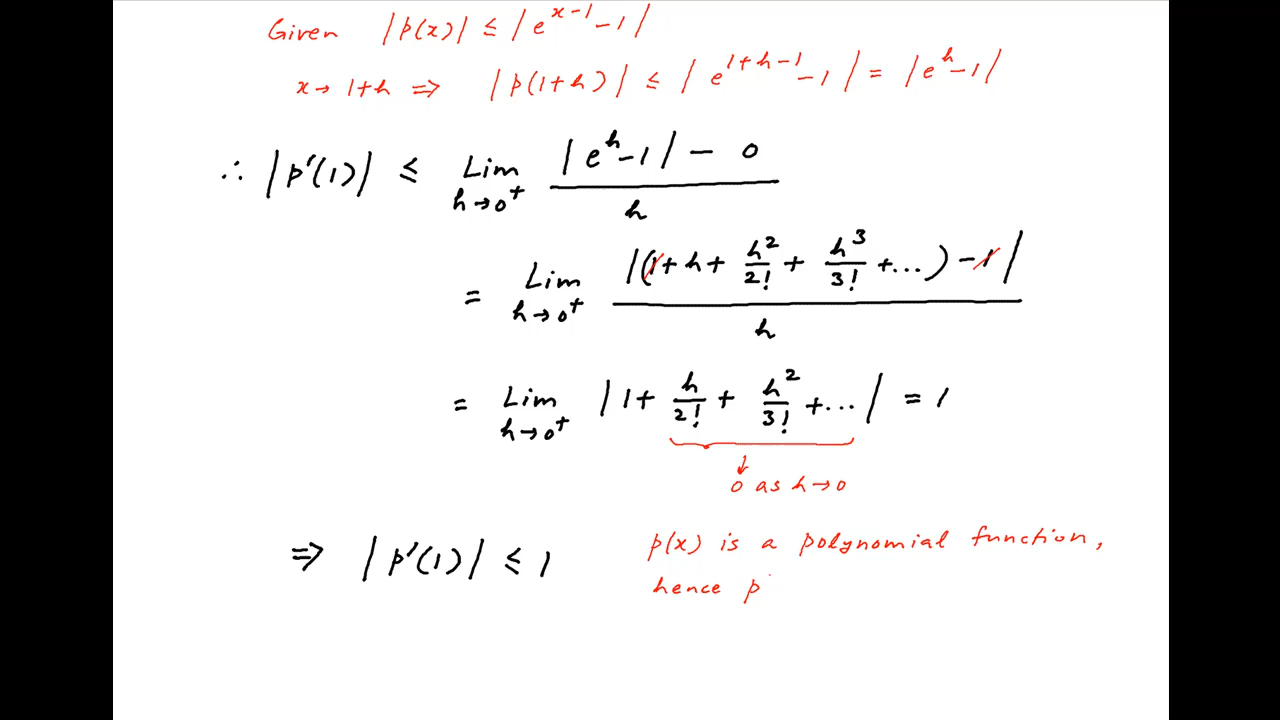 Given |p(x)| ≤ |e^{x-1} - 1|
x → 1+h ⇒ |p(1+h)| ≤ |e^{1+h-1} - 1| = |e^h - 1|
∴ |p'(1)| ≤ Lim_{h→0⁺} (|e^h - 1| - 0) / h
= Lim_{h→0⁺} |(1 + h + h²/2! + h³/3! + ...) - 1| / h
= Lim_{h→0⁺} |1 + h/2! + h²/3! + ...| = 1
0 as h→0
⇒ |p'(1)| ≤ 1
p(x) is a polynomial function,
hence p